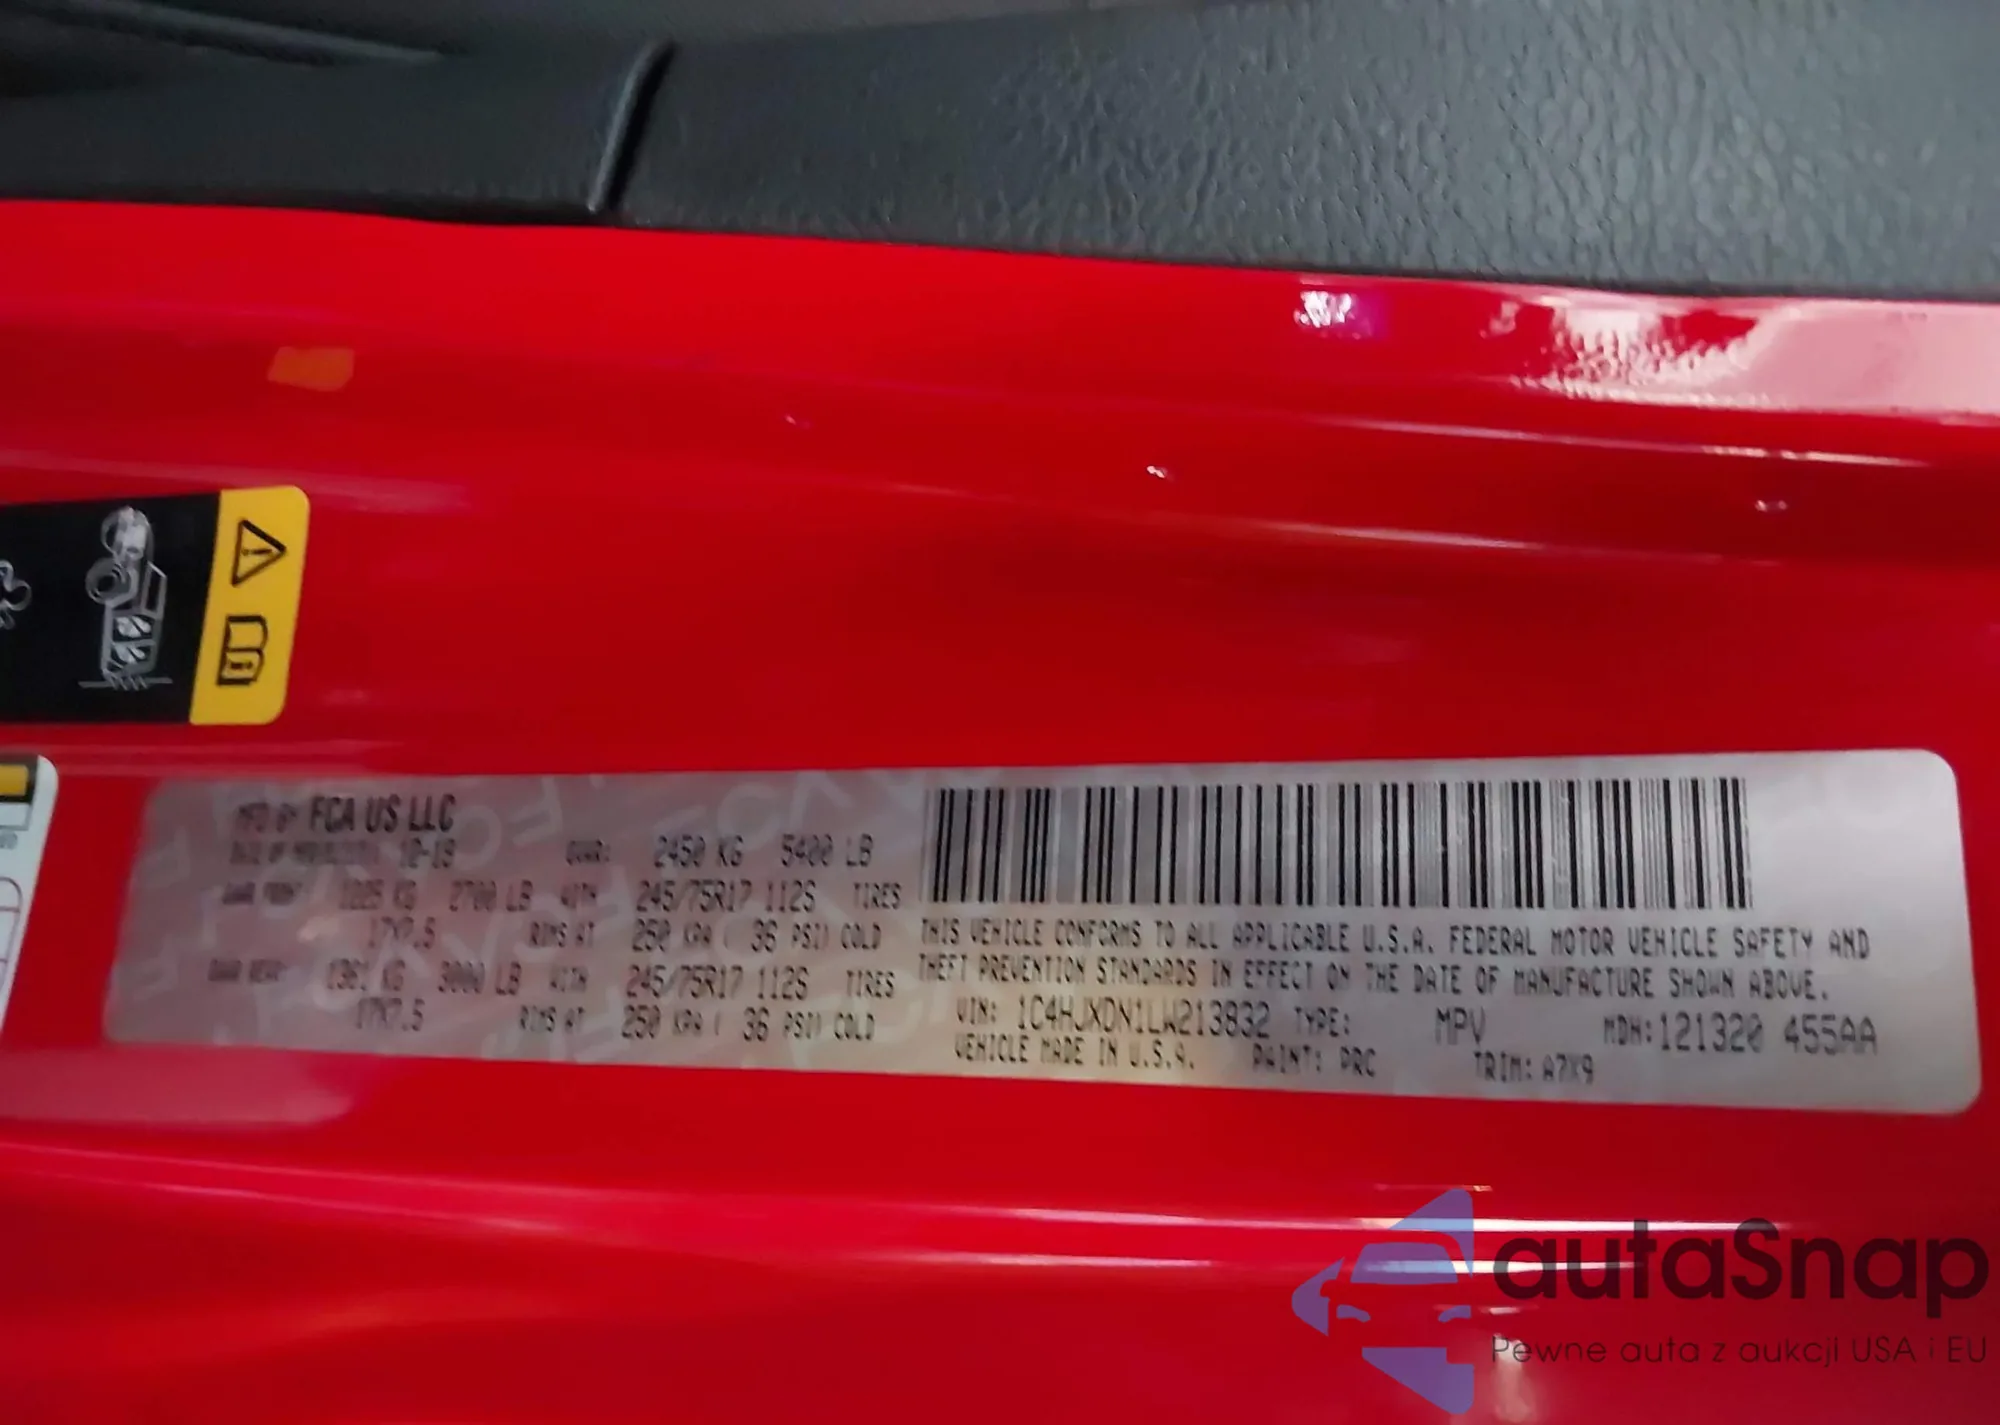 MFD BY FCA US LLC
DATE OF MANUFACTURE 12-19 GVWR: 2450 KG 5400 LB
GAWR FRONT 1225 KG 2700 LB WITH 245/75R17 112S TIRES
17X7.5 RIMS AT 250 KPA ( 36 PSI) COLD
GAWR REAR 1361 KG 3000 LB WITH 245/75R17 112S TIRES
17X7.5 RIMS AT 250 KPA ( 36 PSI) COLD
THIS VEHICLE CONFORMS TO ALL APPLICABLE U.S.A. FEDERAL MOTOR VEHICLE SAFETY AND
THEFT PREVENTION STANDARDS IN EFFECT ON THE DATE OF MANUFACTURE SHOWN ABOVE.
VIN: 1C4HJXDN1LW213832 TYPE: MPV MDH:121320 455AA
VEHICLE MADE IN U.S.A. PAINT: PRC TRIM: A7X9
autaSnap
Pewne auta z aukcji USA i EU